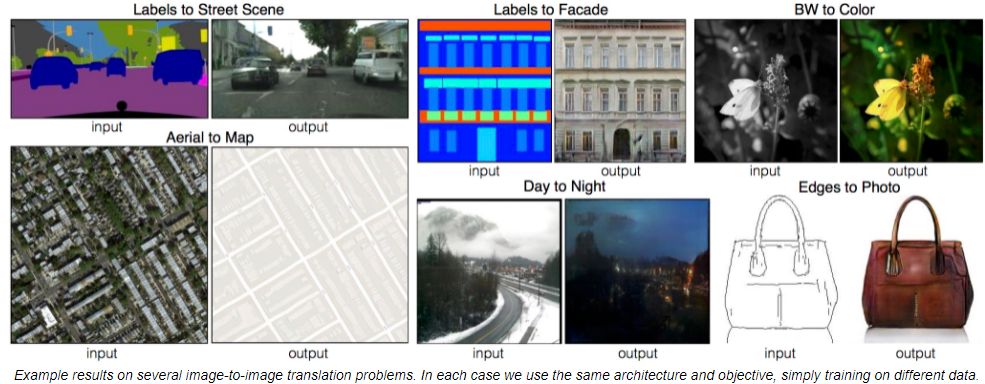 Labels to Street Scene
input
output
Aerial to Map
input
output
Labels to Facade
input
output
BW to Color
input
output
Day to Night
input
output
Edges to Photo
input
output
Example results on several image-to-image translation problems. In each case we use the same architecture and objective, simply training on different data.